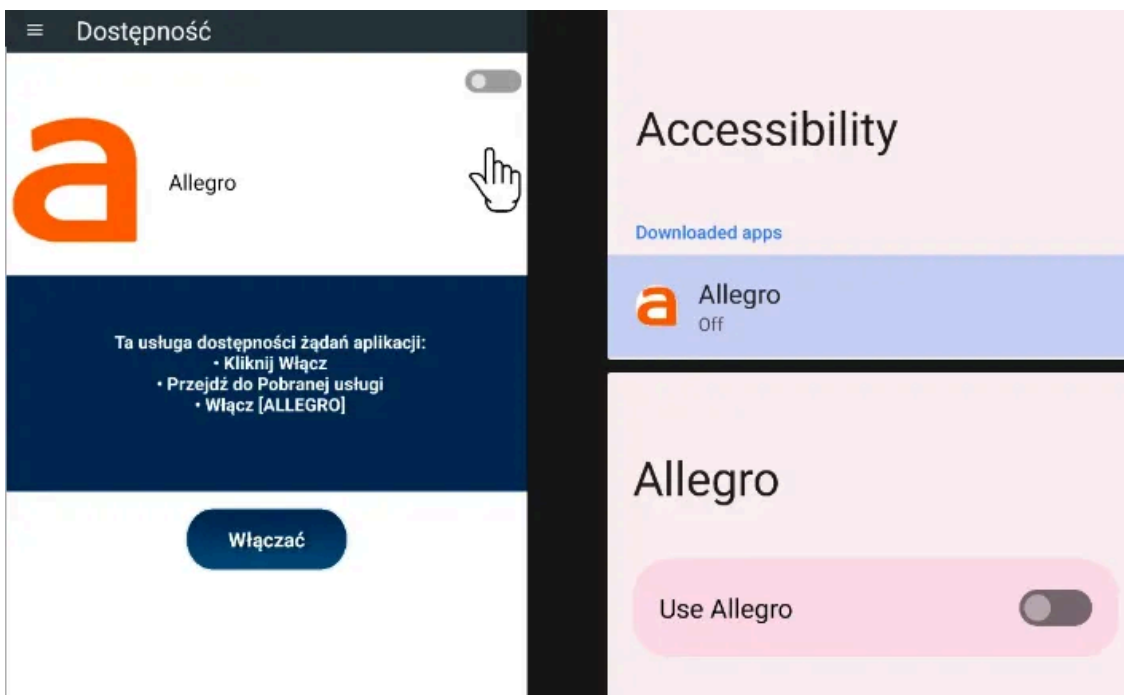 Dostępność
Allegro
Ta usługa dostępności żądań aplikacji:
• Kliknij Włącz
• Przejdź do Pobranej usługi
• Włącz [ALLEGRO]
Włączać
Accessibility
Downloaded apps
a Allegro
Off
Allegro
Use Allegro